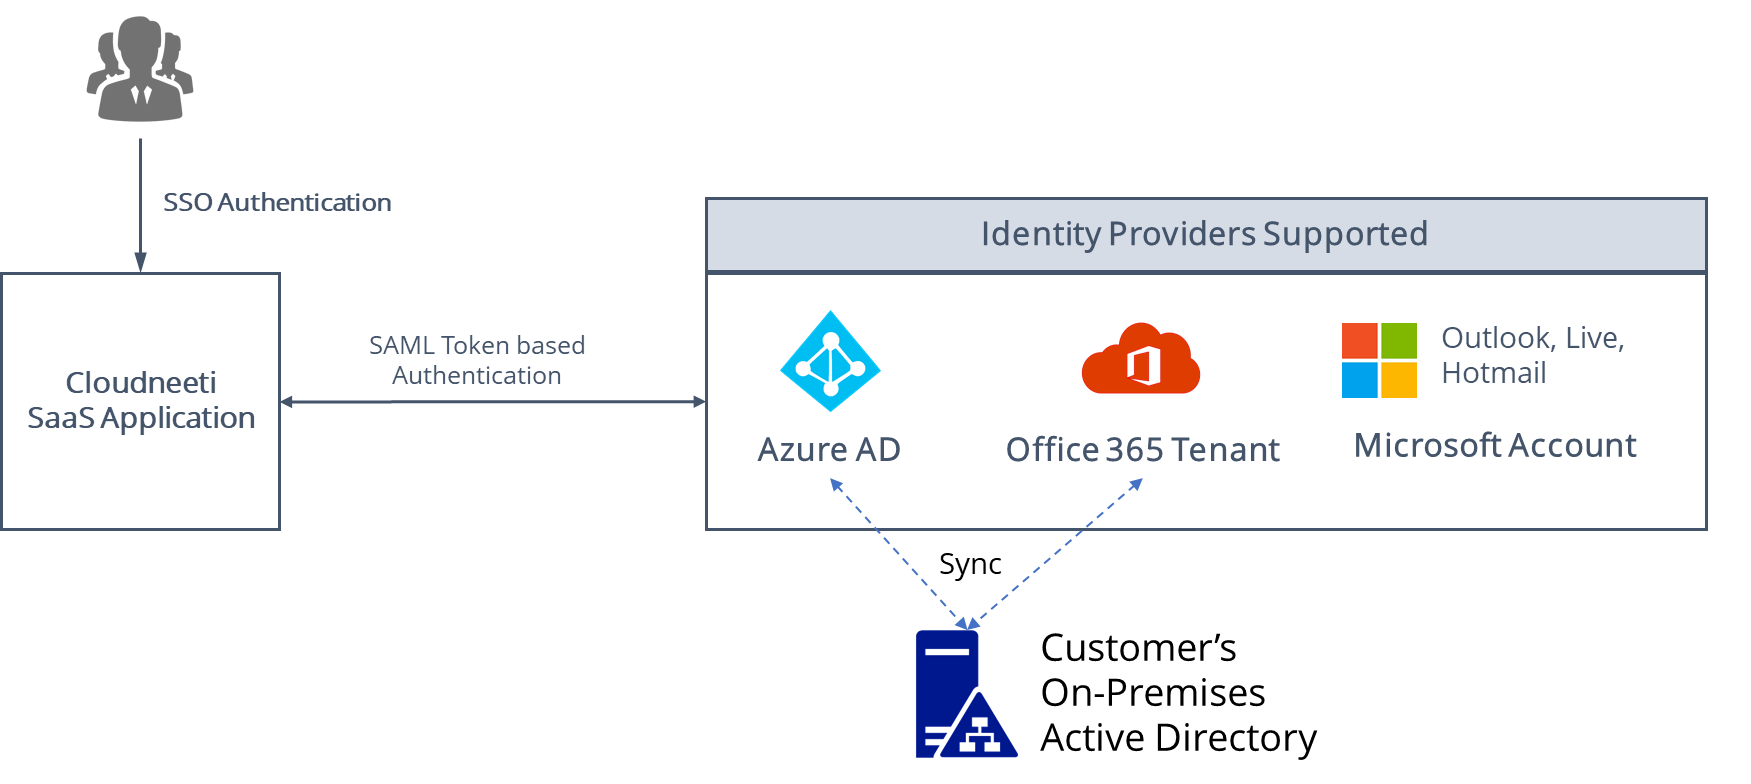 SSO Authentication
Identity Providers Supported
Cloudneeti
SaaS Application
SAML Token based
Authentication
Outlook, Live,
Hotmail
Azure AD
Office 365 Tenant
Microsoft Account
Sync
Customer’s
On-Premises
Active Directory